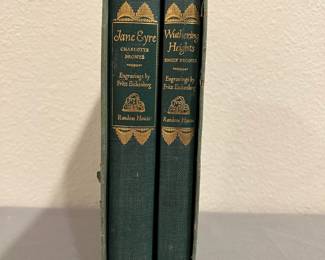 Jane Eyre
CHARLOTTE
BRONTË
Engravings by
Fritz Eichenberg
Random House
Wuthering
Heights
EMILY BRONTË
Engravings by
Fritz Eichenberg
Random House